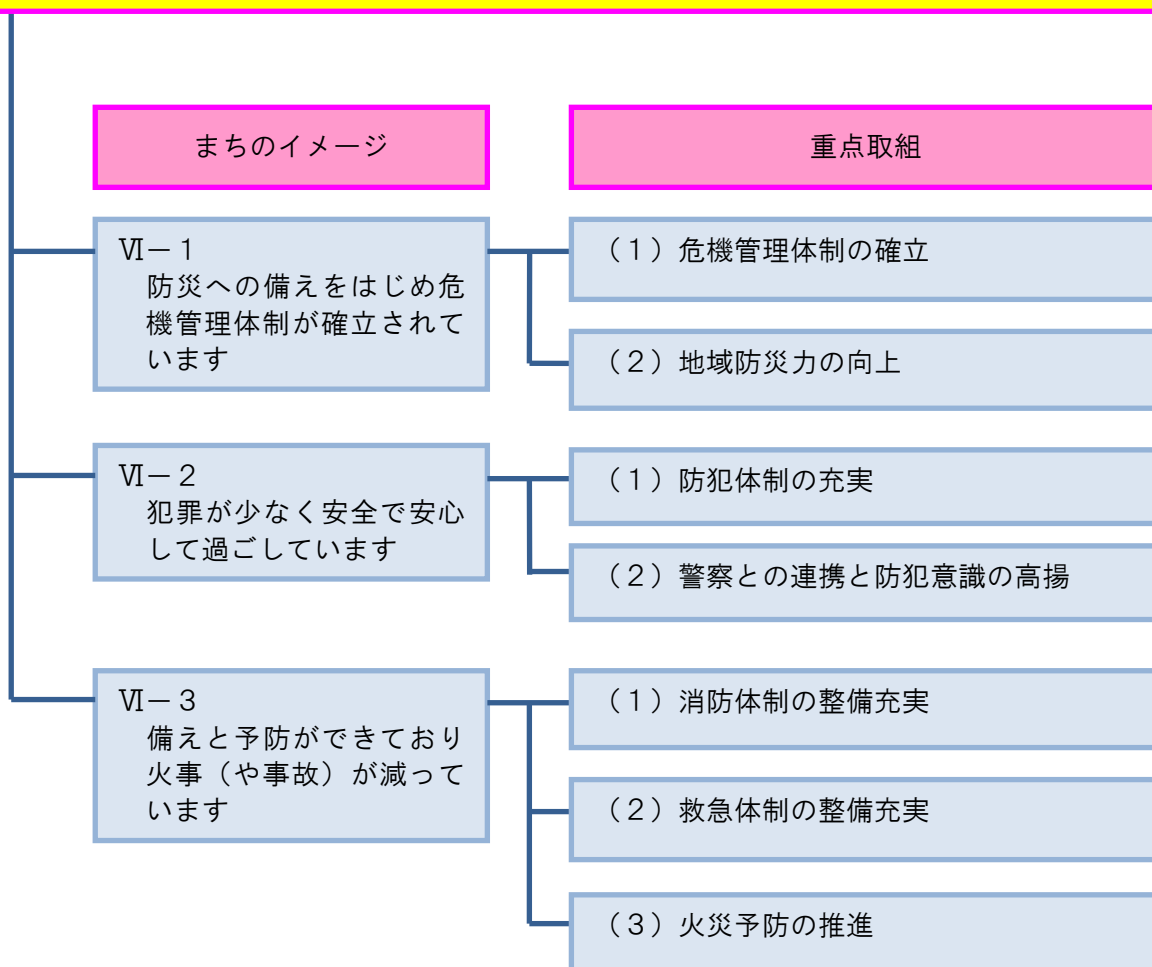 まちのイメージ
重点取組
Ⅵ－１
防災への備えをはじめ危
機管理体制が確立されて
います
（１）危機管理体制の確立
（２）地域防災力の向上
Ⅵ－２
犯罪が少なく安全で安心
して過ごしています
（１）防犯体制の充実
（２）警察との連携と防犯意識の高揚
Ⅵ－３
備えと予防ができており
火事（や事故）が減って
います
（１）消防体制の整備充実
（２）救急体制の整備充実
（３）火災予防の推進